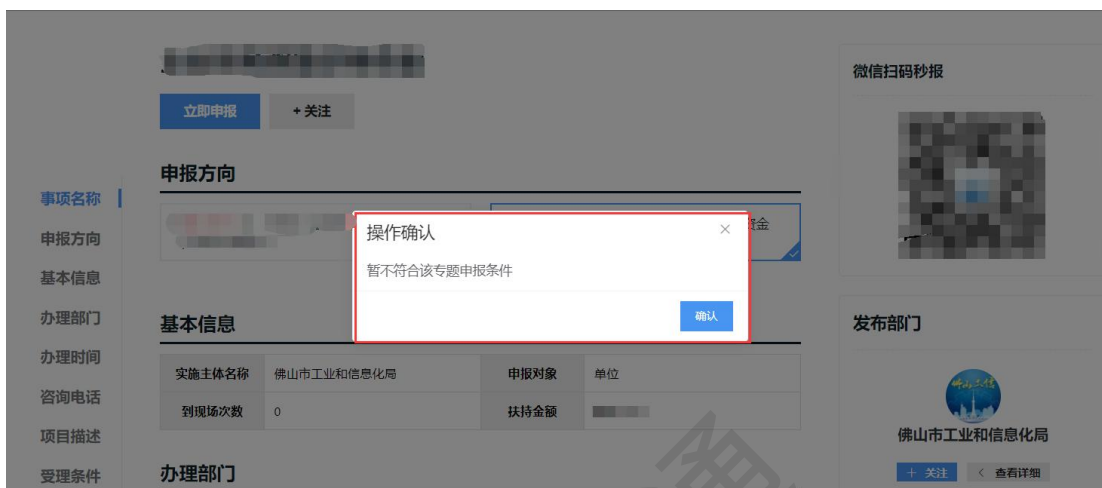 微信扫码秒报
立即申报
+ 关注
申报方向
事项名称
申报方向
基本信息
办理部门
办理时间
咨询电话
项目描述
受理条件
资金
操作确认
×
暂不符合该专题申报条件
确认
基本信息
实施主体名称 佛山市工业和信息化局 申报对象 单位
到现场次数 0 扶持金额
办理部门
发布部门
佛山市工业和信息化局
+ 关注
< 查看详细